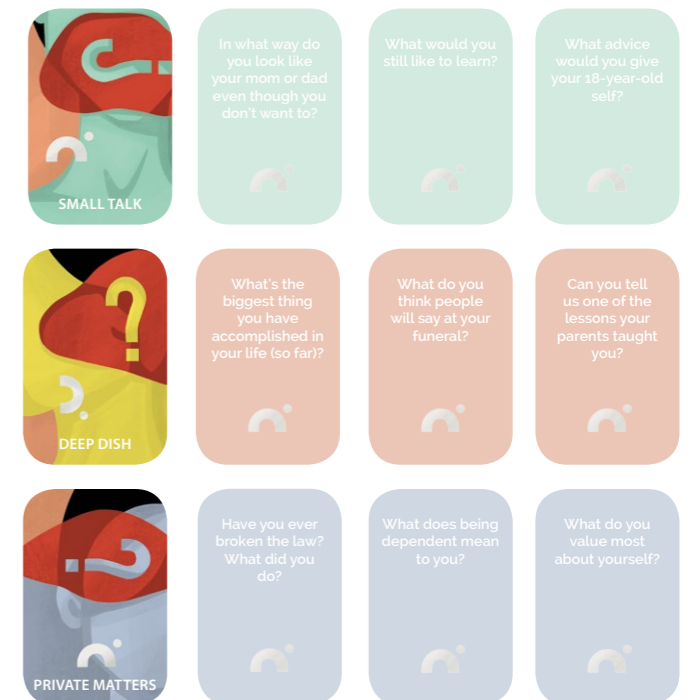 In what way do
you look like
your mom or dad
even though you
don't want to?
What would you
still like to learn?
What advice
would you give
your 18-year-old
self?
SMALL TALK
What's the
biggest thing
you have
accomplished in
your life (so far)?
What do you
think people
will say at your
funeral?
Can you tell
us one of the
lessons your
parents taught
you?
DEEP DISH
Have you ever
broken the law?
What did you
do?
What does being
dependent mean
to you?
What do you
value most
about yourself?
PRIVATE MATTERS